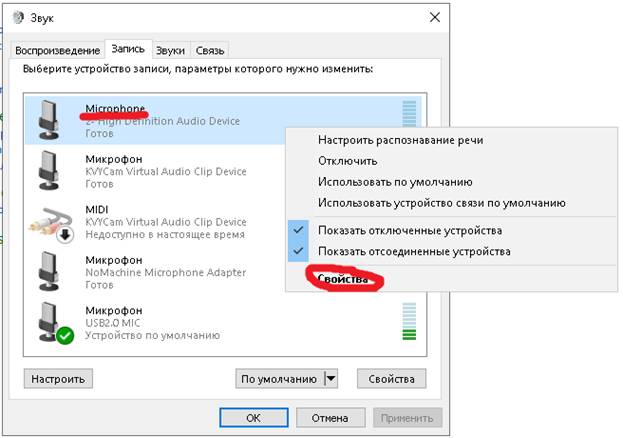 Звук
Воспроизведение Запись Звуки Связь
Выберите устройство записи, параметры которого нужно изменить:
Microphone
2- High Definition Audio Device
Готов
Микрофон
KVYCam Virtual Audio Clip Device
Готов
MIDI
KVYCam Virtual Audio Clip Device
Недоступно в настоящее время
Микрофон
NoMachine Microphone Adapter
Готов
Микрофон
USB2.0 MIC
Устройство по умолчанию
Настроить распознавание речи
Отключить
Использовать по умолчанию
Использовать устройство связи по умолчанию
Показать отключенные устройства
Показать отсоединенные устройства
Свойства
Настроить По умолчанию Свойства
ОК Отмена Применить